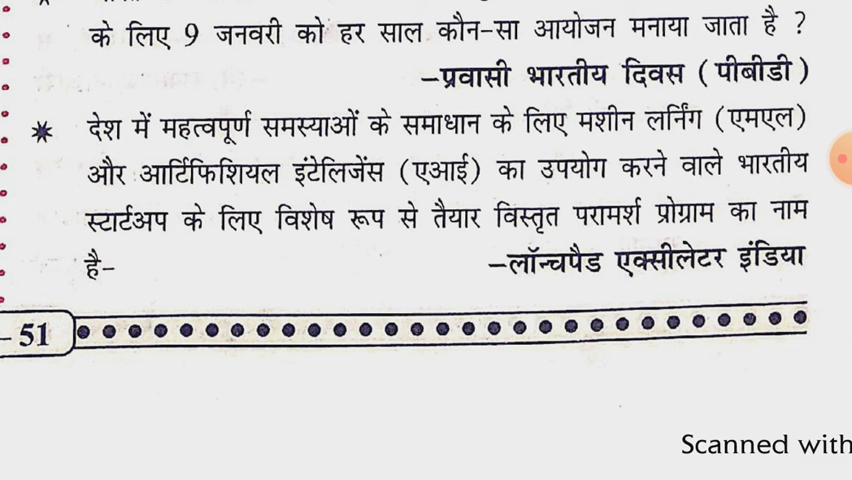 के लिए 9 जनवरी को हर साल कौन-सा आयोजन मनाया जाता है ?
-प्रवासी भारतीय दिवस ( पीबीडी )
* देश में महत्वपूर्ण समस्याओं के समाधान के लिए मशीन लर्निंग (एमएल)
और आर्टिफिशियल इंटेलिजेंस (एआई) का उपयोग करने वाले भारतीय
स्टार्टअप के लिए विशेष रूप से तैयार विस्तृत परामर्श प्रोग्राम का नाम
है- -लॉन्चपैड एक्सीलेटर इंडिया
- 51
Scanned with